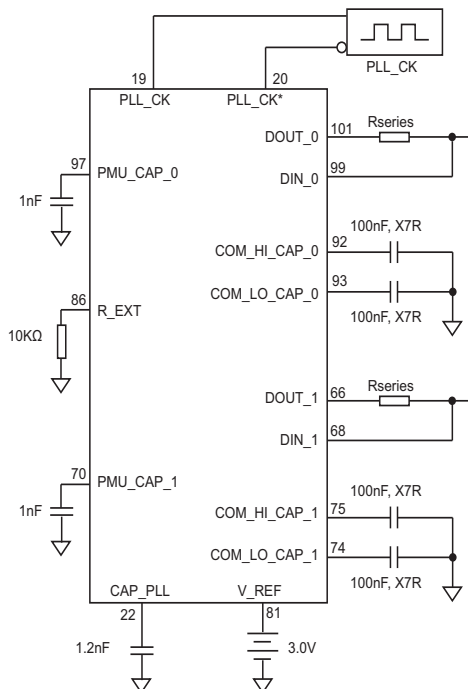 PLL_CK
19 20
PLL_CK PLL_CK*
DOUT_0 101 Rseries
DIN_0 99
97 PMU_CAP_0
1nF
COM_HI_CAP_0 92 100nF, X7R
COM_LO_CAP_0 93
100nF, X7R
86 R_EXT
10KΩ
DOUT_1 66 Rseries
DIN_1 68
70 PMU_CAP_1
1nF
COM_HI_CAP_1 75 100nF, X7R
COM_LO_CAP_1 74
100nF, X7R
CAP_PLL V_REF
22 81
1.2nF 3.0V